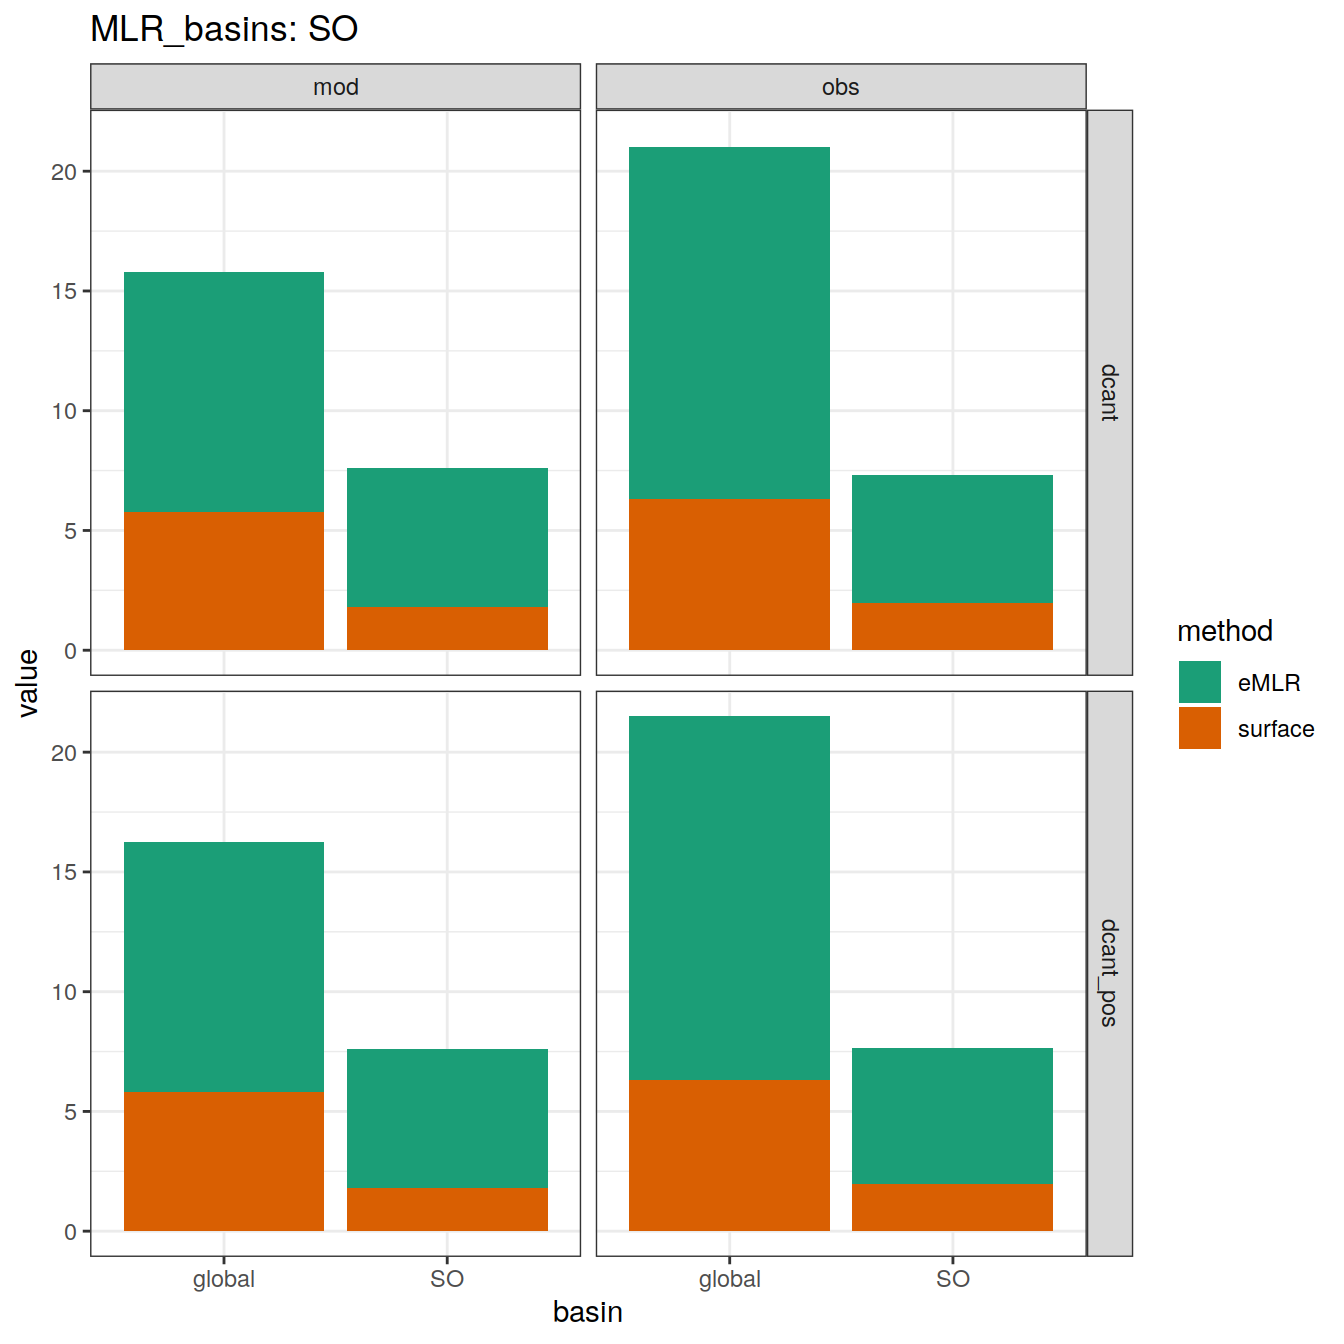 MLR_basins: SO
mod
obs
20
15
10
5
0
dcant
20
15
10
5
0
dcant_pos
global
SO
global
SO
basin
value
method
eMLR
surface